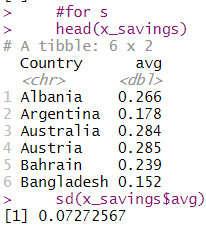 >     #for s
>     head(x_savings)
# A tibble: 6 x 2
  Country      avg
  <chr>      <dbl>
1 Albania    0.266
2 Argentina  0.178
3 Australia  0.284
4 Austria    0.285
5 Bahrain    0.239
6 Bangladesh 0.152
>     sd(x_savings$avg)
[1] 0.07272567